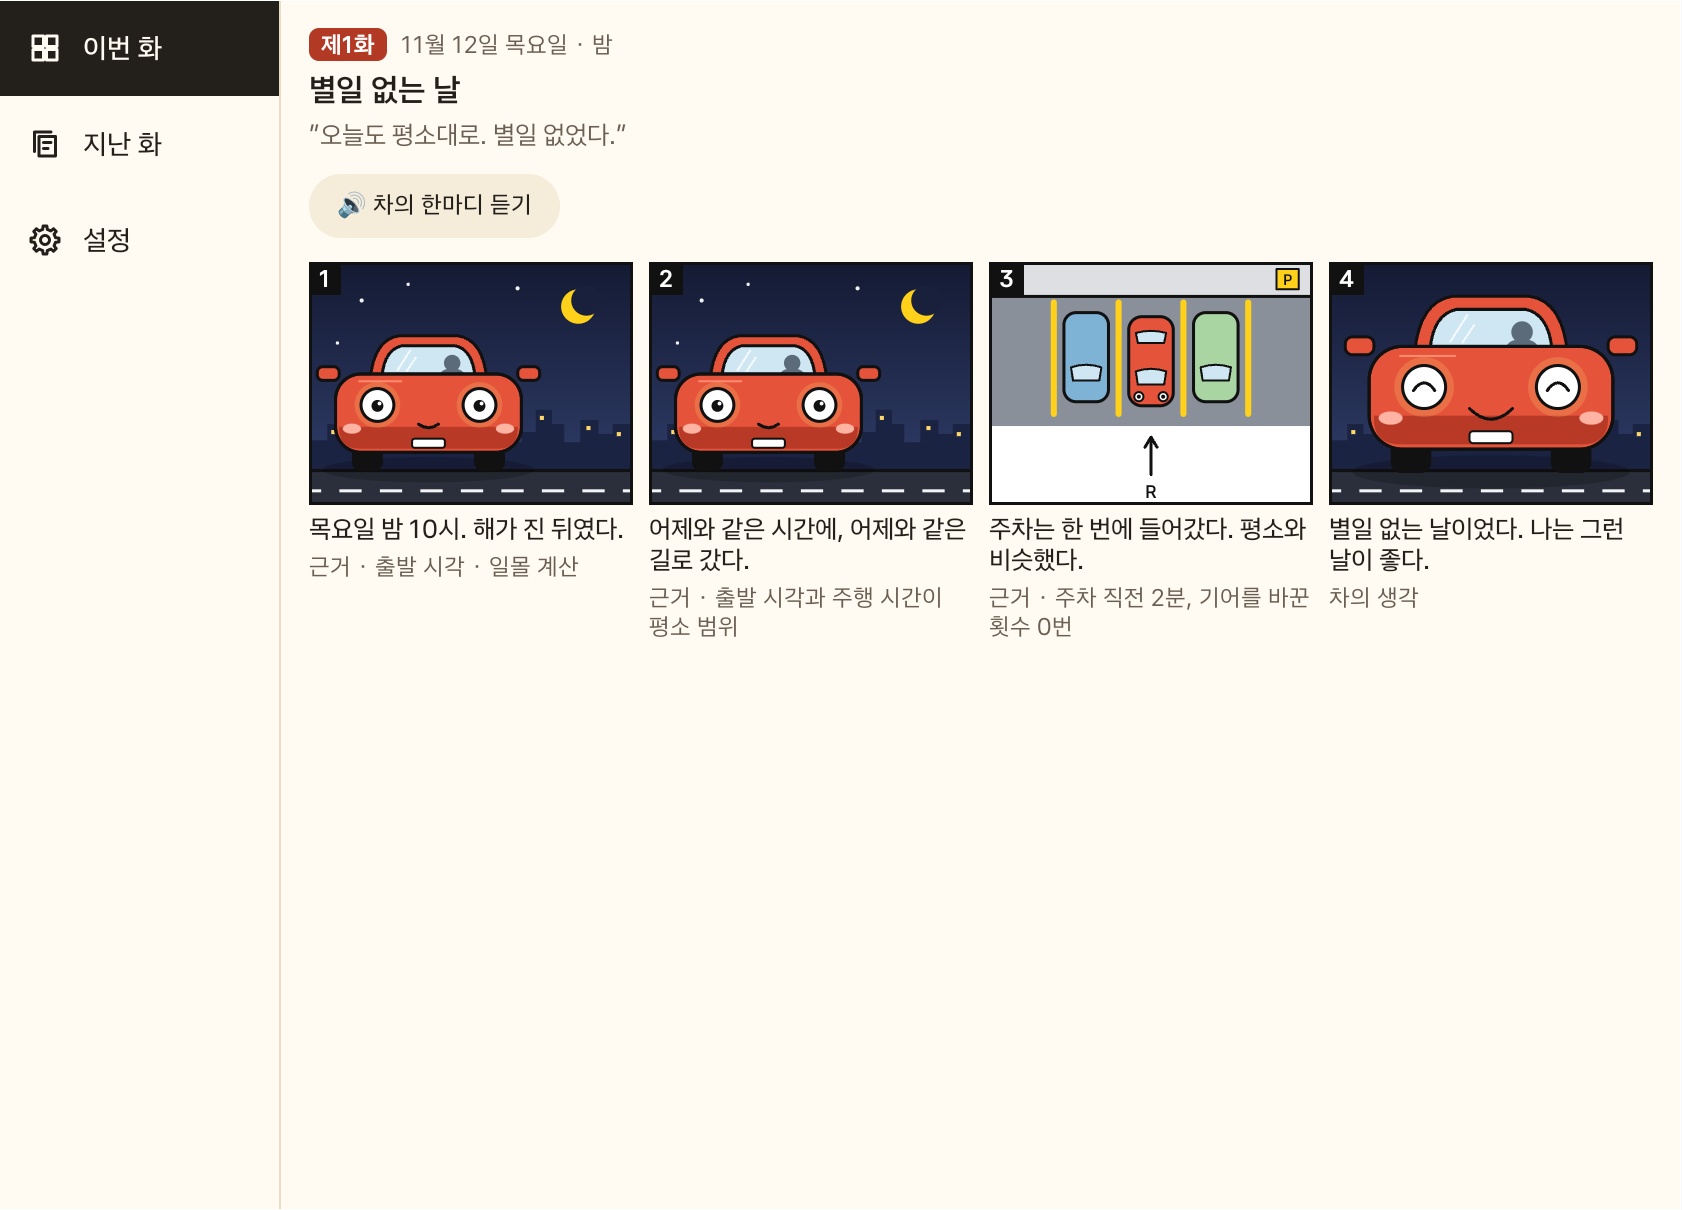 이번 화
지난 화
설정
제1화 11월 12일 목요일 · 밤
별일 없는 날
"오늘도 평소대로. 별일 없었다."
차의 한마디 듣기
1
목요일 밤 10시. 해가 진 뒤였다.
근거 · 출발 시각 · 일몰 계산
2
어제와 같은 시간에, 어제와 같은
길로 갔다.
근거 · 출발 시각과 주행 시간이
평소 범위
3
P
R
주차는 한 번에 들어갔다. 평소와
비슷했다.
근거 · 주차 직전 2분, 기어를 바꾼
횟수 0번
4
별일 없는 날이었다. 나는 그런
날이 좋다.
차의 생각